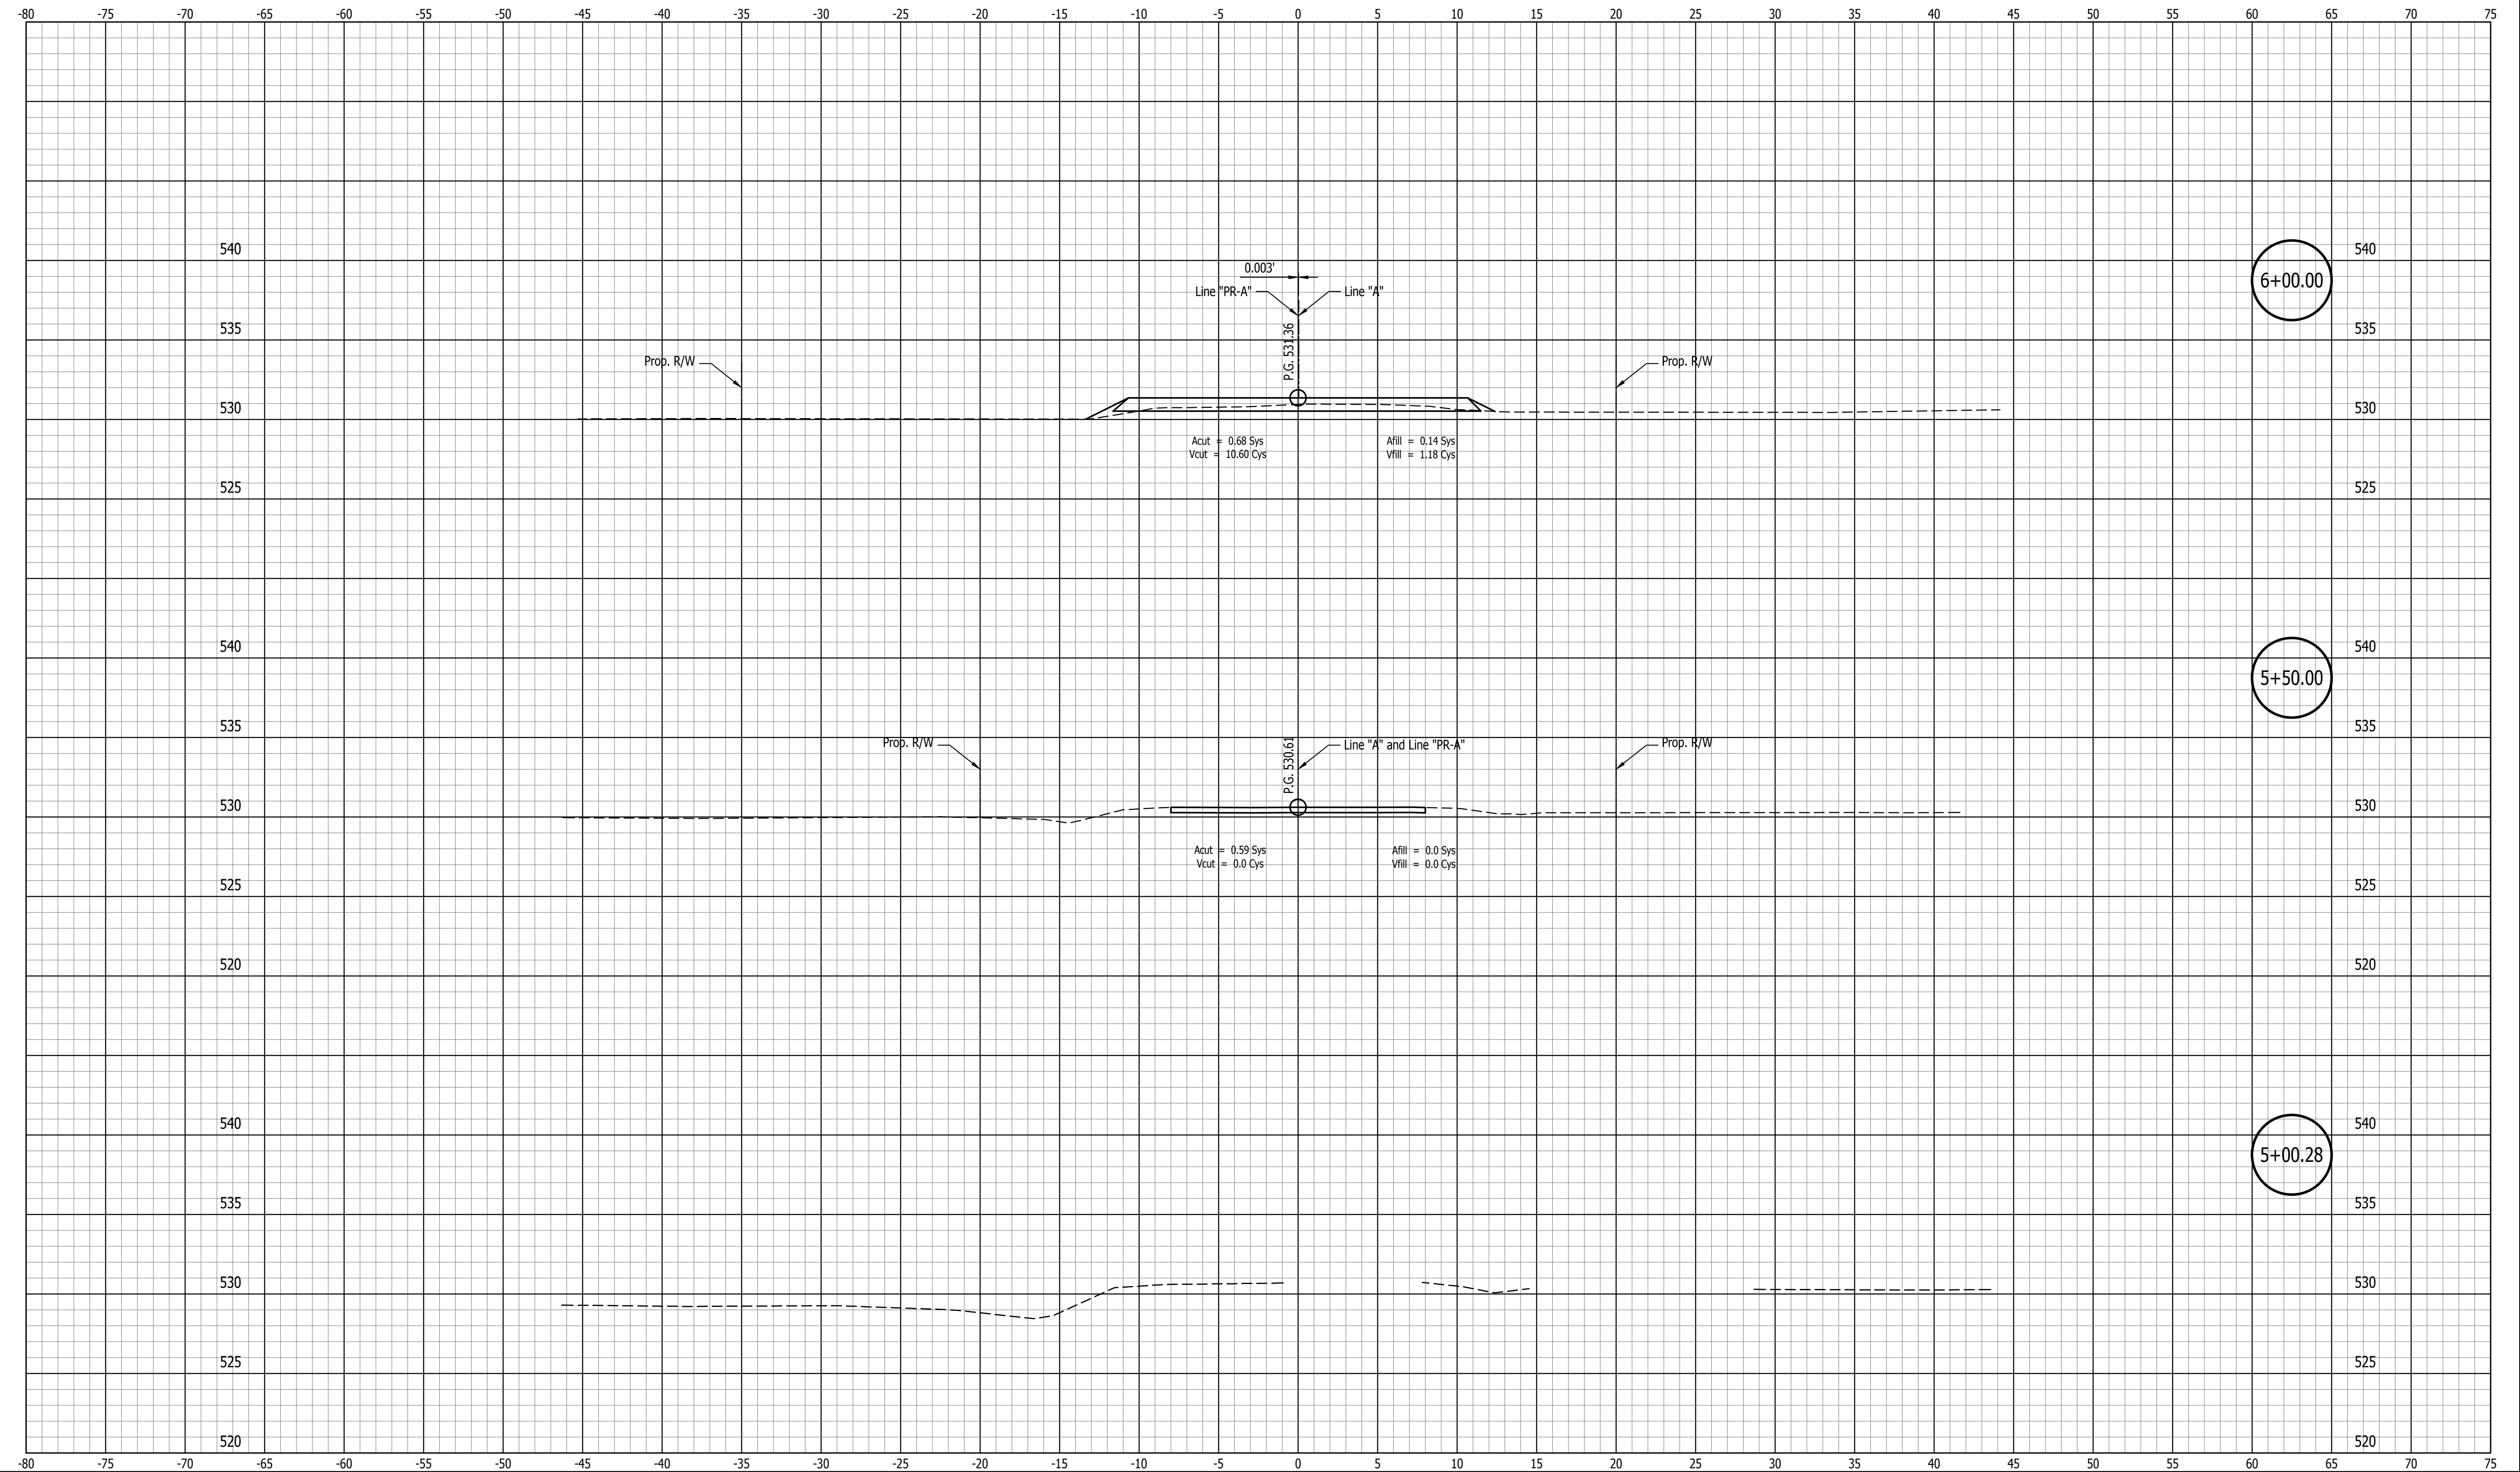 -80 -75 -70 -65 -60 -55 -50 -45 -40 -35 -30 -25 -20 -15 -10 -5 0 5 10 15 20 25 30 35 40 45 50 55 60 65 70 75
540 540
0.003'
6+00.00
Line "PR-A" Line "A"
535 535
P.G. 531.36
Prop. R/W Prop. R/W
530 530
Acut = 0.68 Sys Afill = 0.14 Sys
Vcut = 10.60 Cys Vfill = 1.18 Cys
525 525
540 540
5+50.00
535 535
Prop. R/W Line "A" and Line "PR-A" Prop. R/W
P.G. 530.61
530 530
Acut = 0.59 Sys Afill = 0.0 Sys
Vcut = 0.0 Cys Vfill = 0.0 Cys
525 525
520 520
540 540
5+00.28
535 535
530 530
525 525
520 520
-80 -75 -70 -65 -60 -55 -50 -45 -40 -35 -30 -25 -20 -15 -10 -5 0 5 10 15 20 25 30 35 40 45 50 55 60 65 70 75